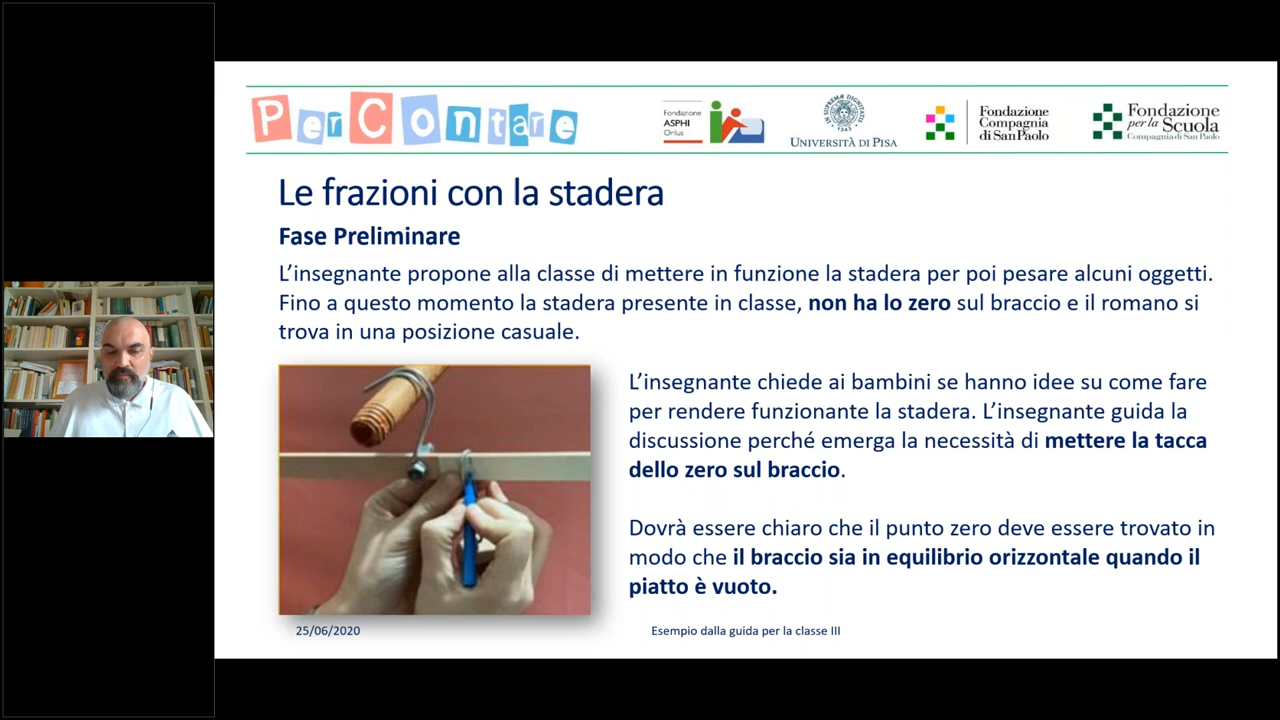 PerContare
Fondazione
ASPHI
Onlus
IN SUPREMÆ DIGNITATIS
1343
UNIVERSITÀ DI PISA
Fondazione
Compagnia
di San Paolo
Fondazione
per la Scuola
Compagnia di San Paolo
Le frazioni con la stadera
Fase Preliminare
L’insegnante propone alla classe di mettere in funzione la stadera per poi pesare alcuni oggetti.
Fino a questo momento la stadera presente in classe, non ha lo zero sul braccio e il romano si
trova in una posizione casuale.
L’insegnante chiede ai bambini se hanno idee su come fare
per rendere funzionante la stadera. L’insegnante guida la
discussione perché emerga la necessità di mettere la tacca
dello zero sul braccio.
Dovrà essere chiaro che il punto zero deve essere trovato in
modo che il braccio sia in equilibrio orizzontale quando il
piatto è vuoto.
25/06/2020
Esempio dalla guida per la classe III